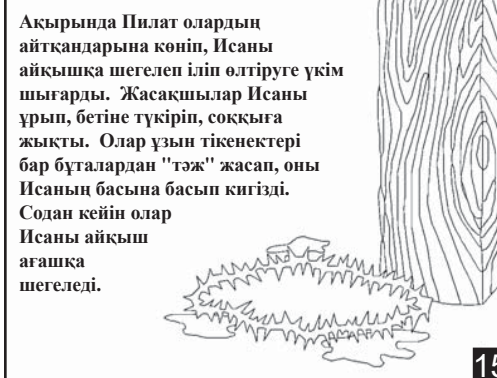 Ақырында Пилат олардың
айтқандарына көніп, Исаны
айқышқа шегелеп іліп өлтіруге үкім
шығарды. Жасақшылар Исаны
ұрып, бетіне түкіріп, соққыға
жықты. Олар ұзын тікенектері
бар бұталардан "тәж" жасап, оны
Исаның басына басып кигізді.
Содан кейін олар
Исаны айқыш
ағашқа
шегеледі.
15